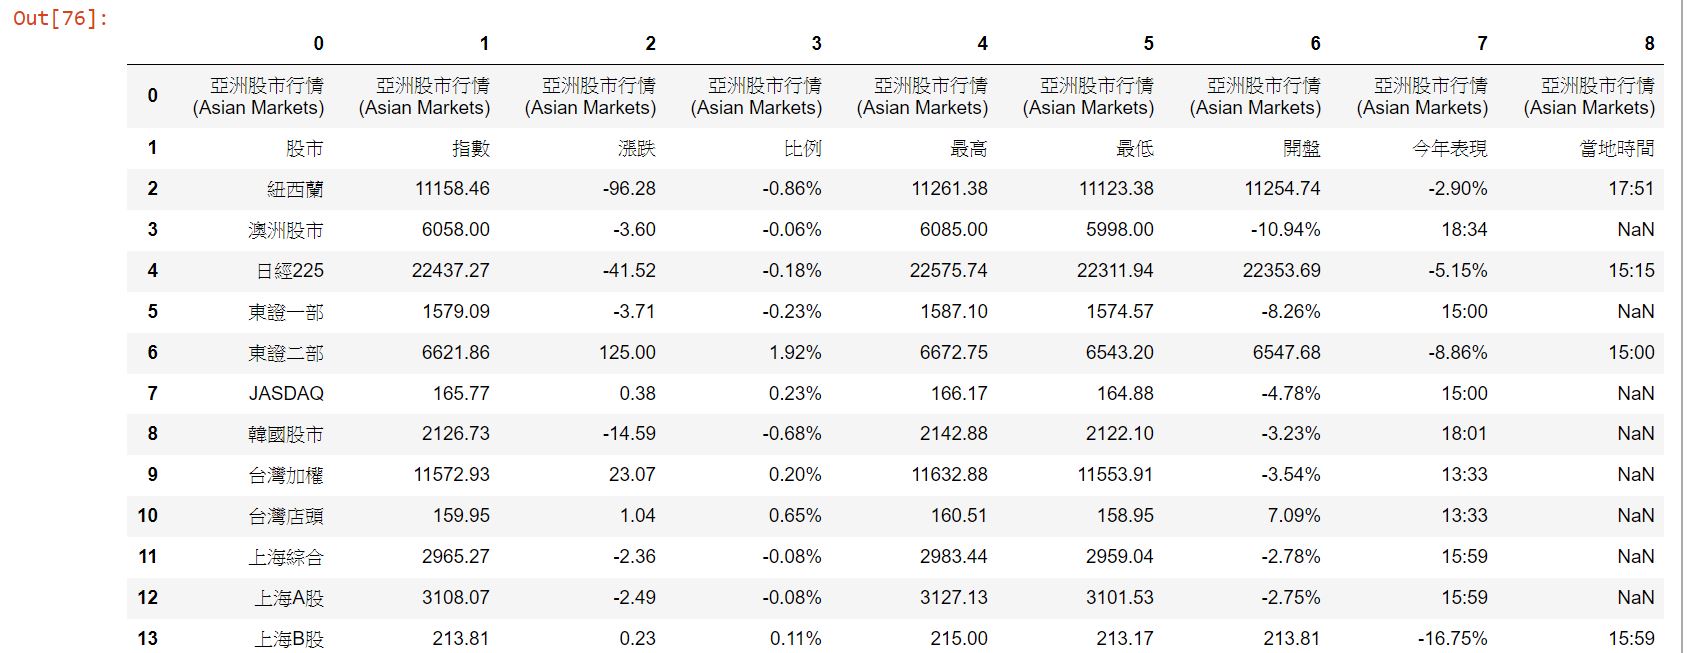 Out[76]:
0 1 2 3 4 5 6 7 8
0 亞洲股市行情 亞洲股市行情 亞洲股市行情 亞洲股市行情 亞洲股市行情 亞洲股市行情 亞洲股市行情 亞洲股市行情 亞洲股市行情
(Asian Markets) (Asian Markets) (Asian Markets) (Asian Markets) (Asian Markets) (Asian Markets) (Asian Markets) (Asian Markets) (Asian Markets)
1 股市 指數 漲跌 比例 最高 最低 開盤 今年表現 當地時間
2 紐西蘭 11158.46 -96.28 -0.86% 11261.38 11123.38 11254.74 -2.90% 17:51
3 澳洲股市 6058.00 -3.60 -0.06% 6085.00 5998.00 -10.94% 18:34 NaN
4 日經225 22437.27 -41.52 -0.18% 22575.74 22311.94 22353.69 -5.15% 15:15
5 東證一部 1579.09 -3.71 -0.23% 1587.10 1574.57 -8.26% 15:00 NaN
6 東證二部 6621.86 125.00 1.92% 6672.75 6543.20 6547.68 -8.86% 15:00
7 JASDAQ 165.77 0.38 0.23% 166.17 164.88 -4.78% 15:00 NaN
8 韓國股市 2126.73 -14.59 -0.68% 2142.88 2122.10 -3.23% 18:01 NaN
9 台灣加權 11572.93 23.07 0.20% 11632.88 11553.91 -3.54% 13:33 NaN
10 台灣店頭 159.95 1.04 0.65% 160.51 158.95 7.09% 13:33 NaN
11 上海綜合 2965.27 -2.36 -0.08% 2983.44 2959.04 -2.78% 15:59 NaN
12 上海A股 3108.07 -2.49 -0.08% 3127.13 3101.53 -2.75% 15:59 NaN
13 上海B股 213.81 0.23 0.11% 215.00 213.17 213.81 -16.75% 15:59